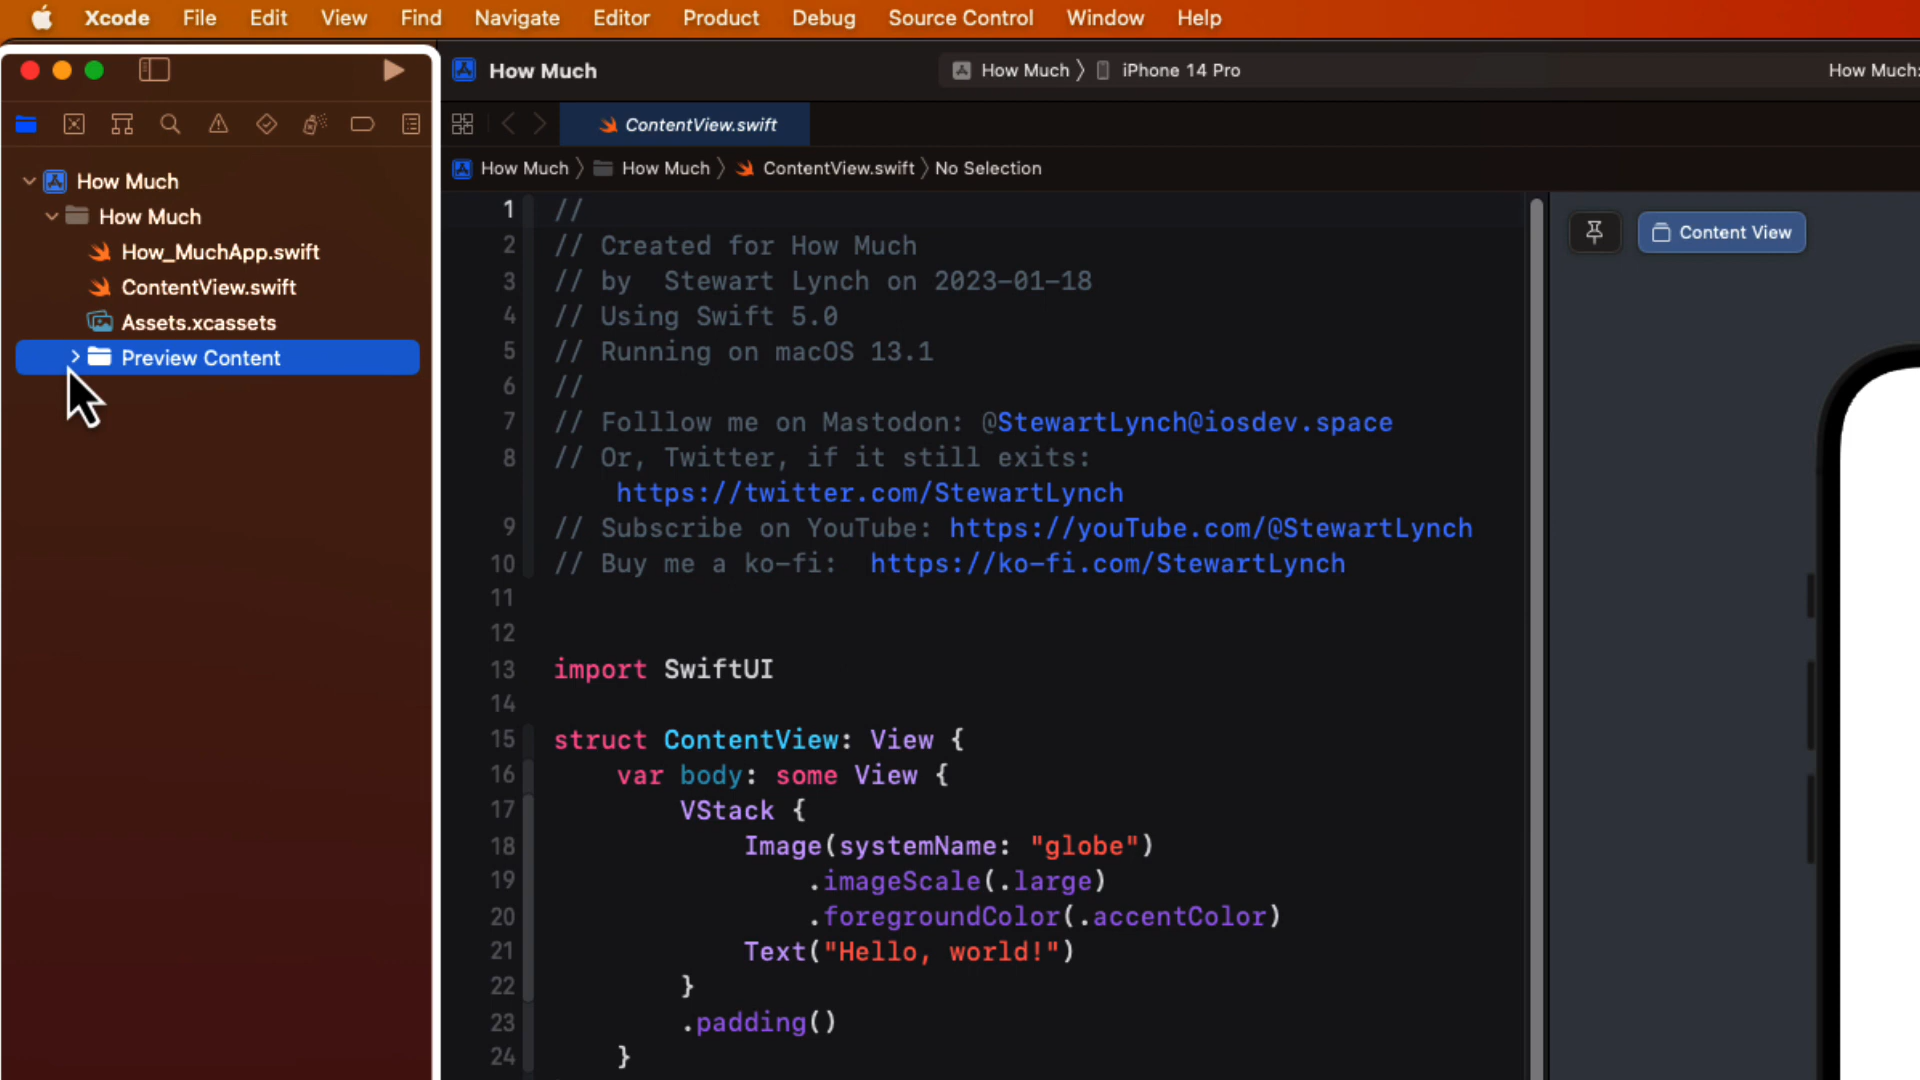 Xcode File Edit View Find Navigate Editor Product Debug Source Control Window Help
How Much
How Much 〉 iPhone 14 Pro
How Much:
ContentView.swift
How Much 〉 How Much 〉 ContentView.swift 〉 No Selection
How Much
How Much
How_MuchApp.swift
ContentView.swift
Assets.xcassets
Preview Content
1 //
2 // Created for How Much
3 // by  Stewart Lynch on 2023-01-18
4 // Using Swift 5.0
5 // Running on macOS 13.1
6 //
7 // Folllow me on Mastodon: @StewartLynch@iosdev.space
8 // Or, Twitter, if it still exits:
https://twitter.com/StewartLynch
9 // Subscribe on YouTube: https://youTube.com/@StewartLynch
10 // Buy me a ko-fi:  https://ko-fi.com/StewartLynch
11
12
13 import SwiftUI
14
15 struct ContentView: View {
16 var body: some View {
17 VStack {
18 Image(systemName: "globe")
19 .imageScale(.large)
20 .foregroundColor(.accentColor)
21 Text("Hello, world!")
22 }
23 .padding()
24 }
Content View